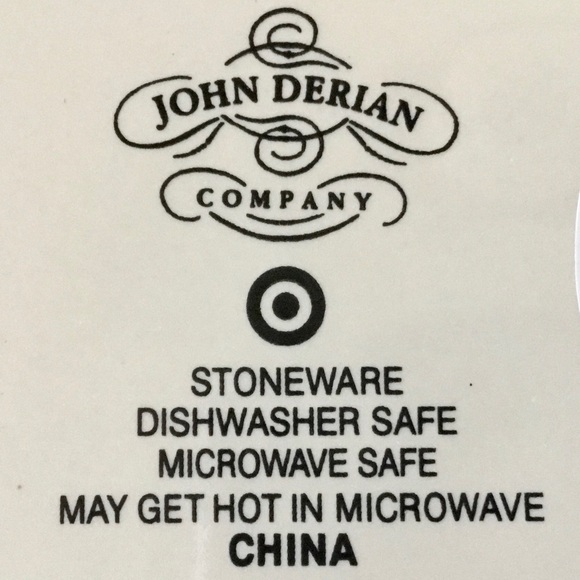 JOHN DERIAN
COMPANY
STONEWARE
DISHWASHER SAFE
MICROWAVE SAFE
MAY GET HOT IN MICROWAVE
CHINA